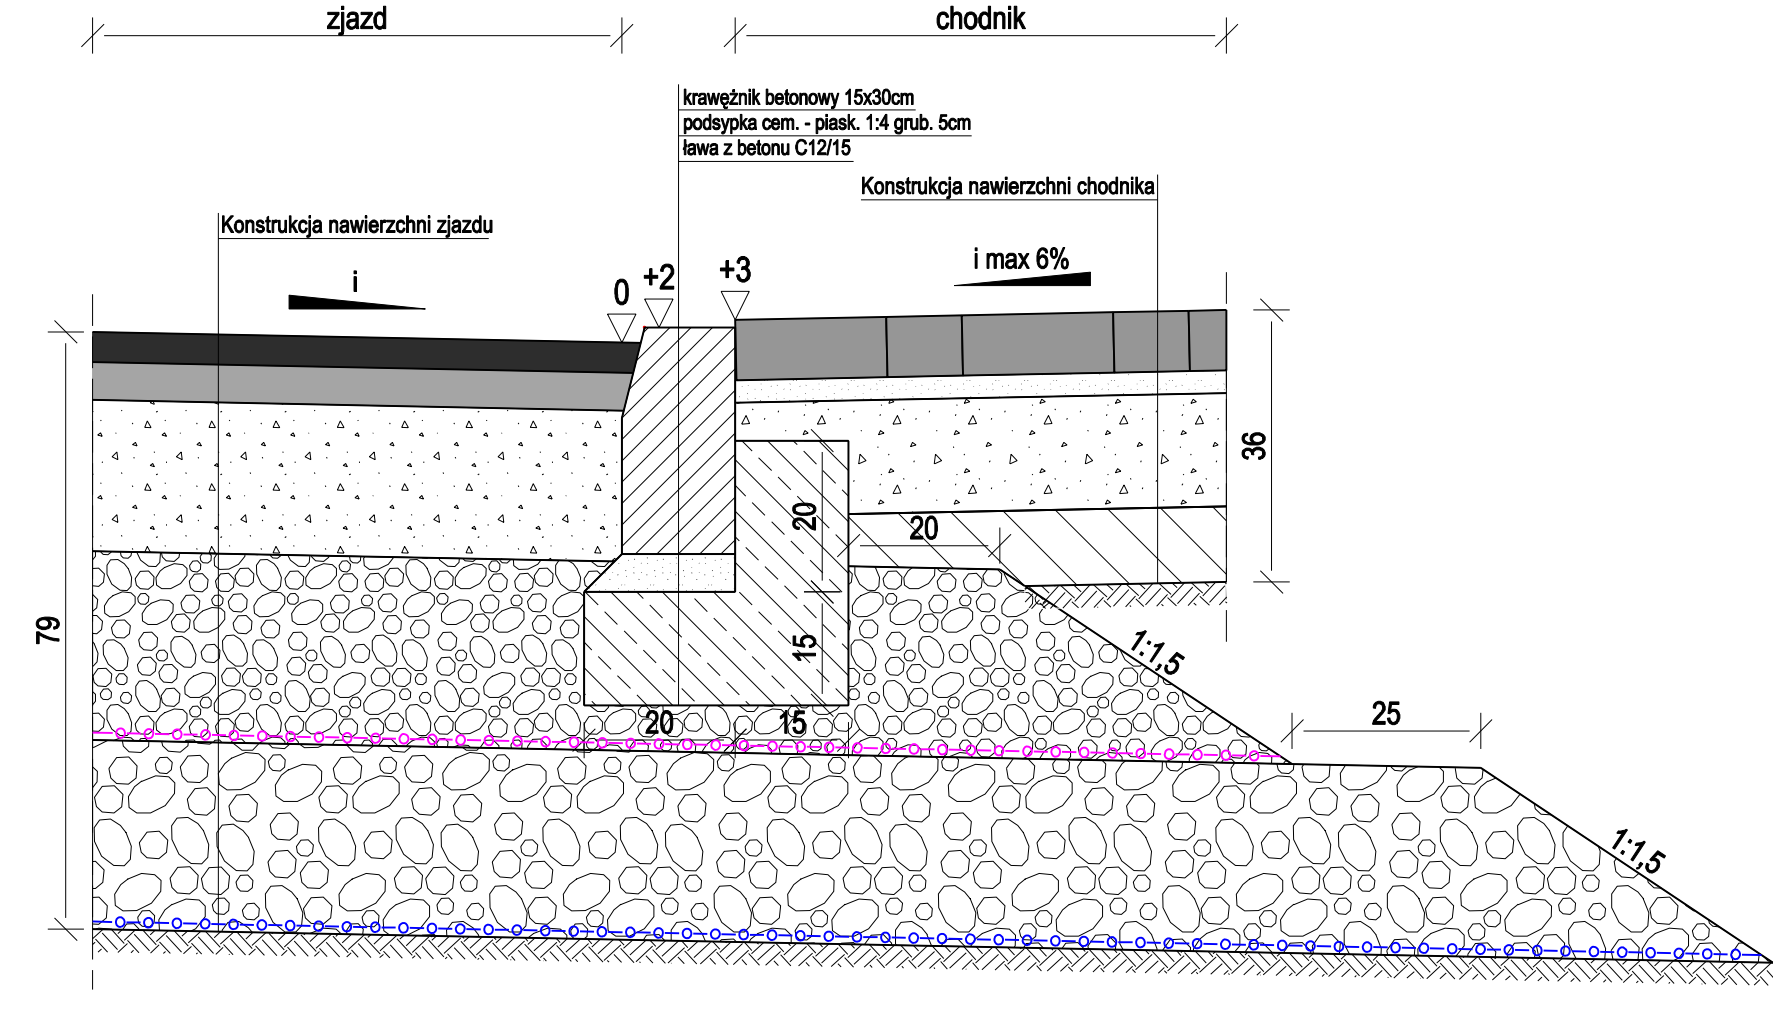 zjazd
chodnik
krawężnik betonowy 15x30cm
podsypka cem. - piask. 1:4 grub. 5cm
ława z betonu C12/15
Konstrukcja nawierzchni chodnika
Konstrukcja nawierzchni zjazdu
i
i max 6%
0
+2
+3
36
20
20
79
15
1:1,5
20
15
25
1:1,5